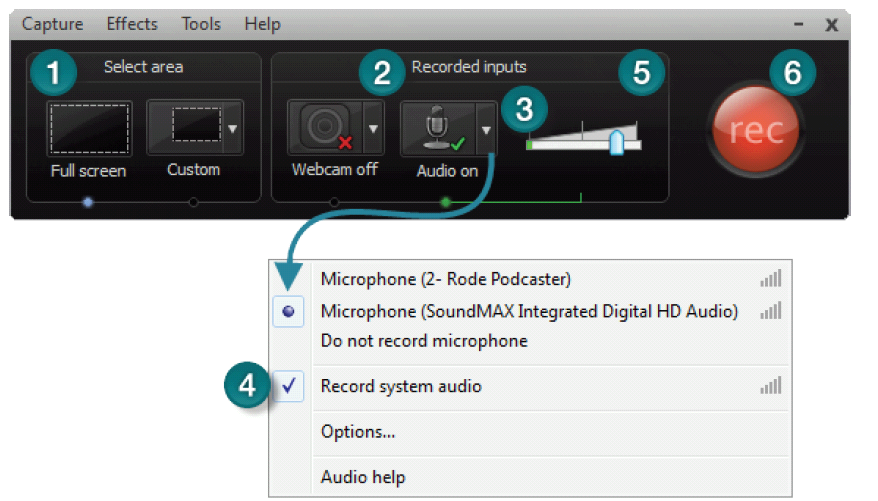 Capture Effects Tools Help
- x
1 Select area 2 Recorded inputs 5 6
3
rec
Full screen Custom Webcam off Audio on
Microphone (2- Rode Podcaster)
Microphone (SoundMAX Integrated Digital HD Audio)
Do not record microphone
4 Record system audio
Options...
Audio help